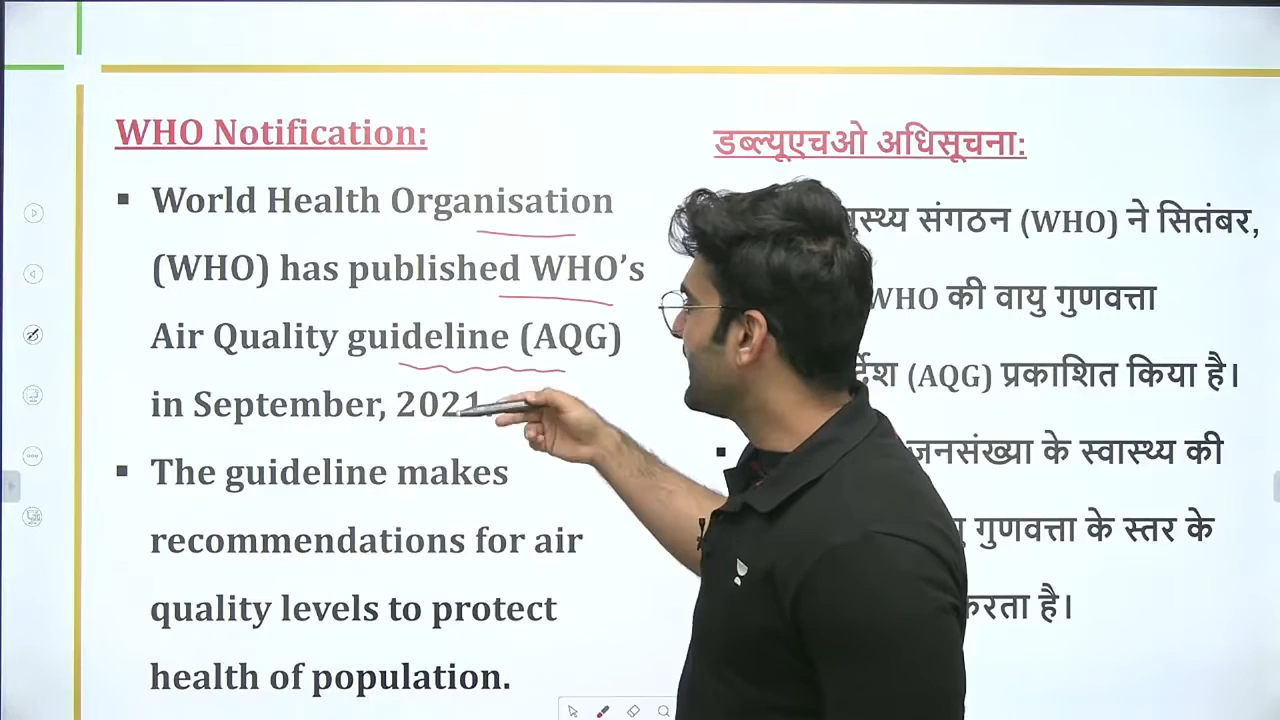 WHO Notification:
World Health Organisation
(WHO) has published WHO’s
Air Quality guideline (AQG)
in September, 2021.
The guideline makes
recommendations for air
quality levels to protect
health of population.
डब्ल्यूएचओ अधिसूचना:
संगठन (WHO) ने सितंबर,
WHO की वायु गुणवत्ता
(AQG) प्रकाशित किया है।
जनसंख्या के स्वास्थ्य की
गुणवत्ता के स्तर के
करता है।